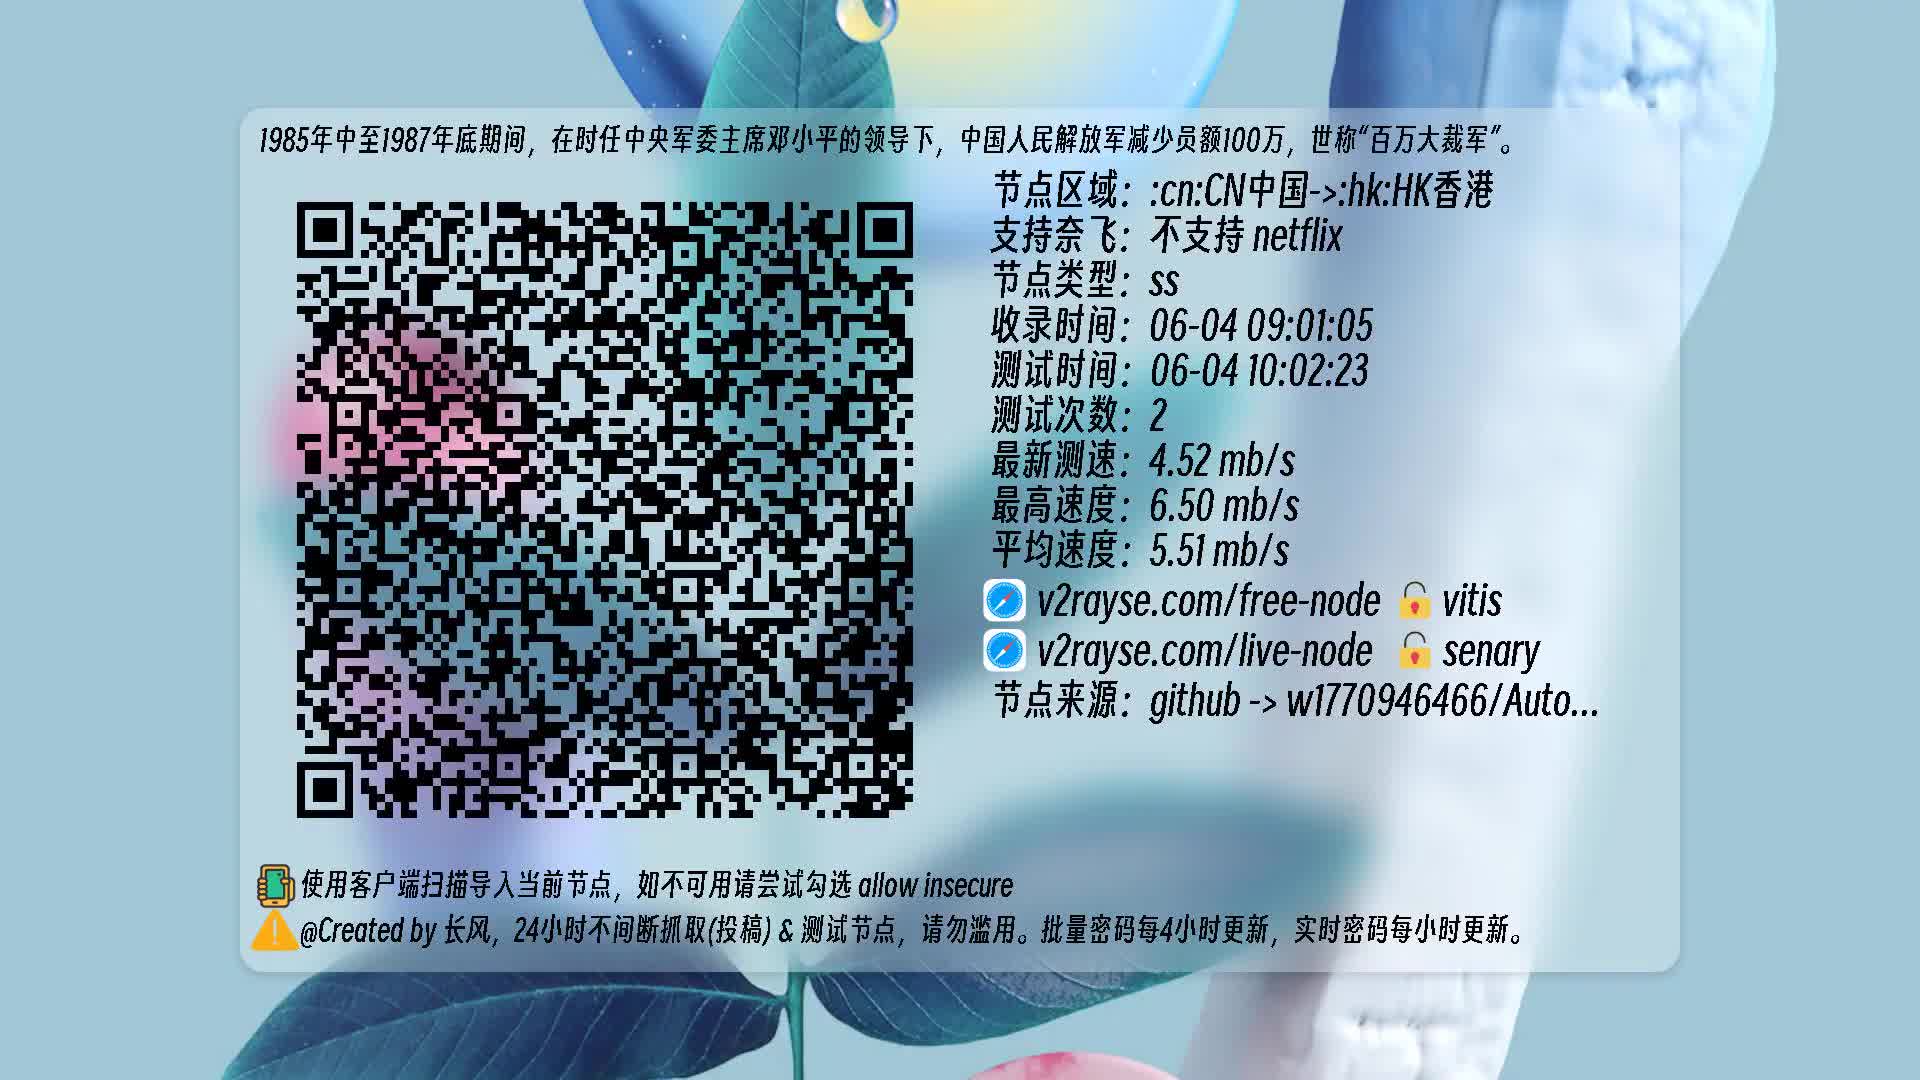 1985年中至1987年底期间，在时任中央军委主席邓小平的领导下，中国人民解放军减少员额100万，世称“百万大裁军”。
节点区域：:cn:CN中国->:hk:HK香港
支持奈飞：不支持 netflix
节点类型：ss
收录时间：06-04 09:01:05
测试时间：06-04 10:02:23
测试次数：2
最新测速：4.52 mb/s
最高速度：6.50 mb/s
平均速度：5.51 mb/s
v2rayse.com/free-node vitis
v2rayse.com/live-node senary
节点来源：github -> w1770946466/Auto...
使用客户端扫描导入当前节点，如不可用请尝试勾选 allow insecure
@Created by 长风，24小时不间断抓取(投稿) & 测试节点，请勿滥用。批量密码每4小时更新，实时密码每小时更新。